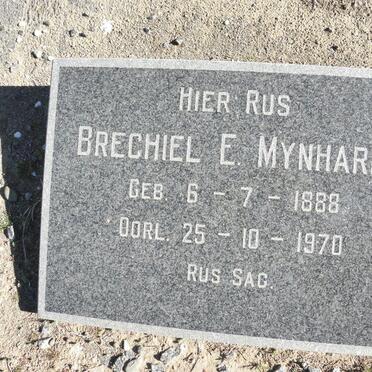 HIER RUS
BRECHIEL E. MYNHAR
GEB. 6 - 7 - 1888
OORL. 25 - 10 - 1970
RUS SAG.